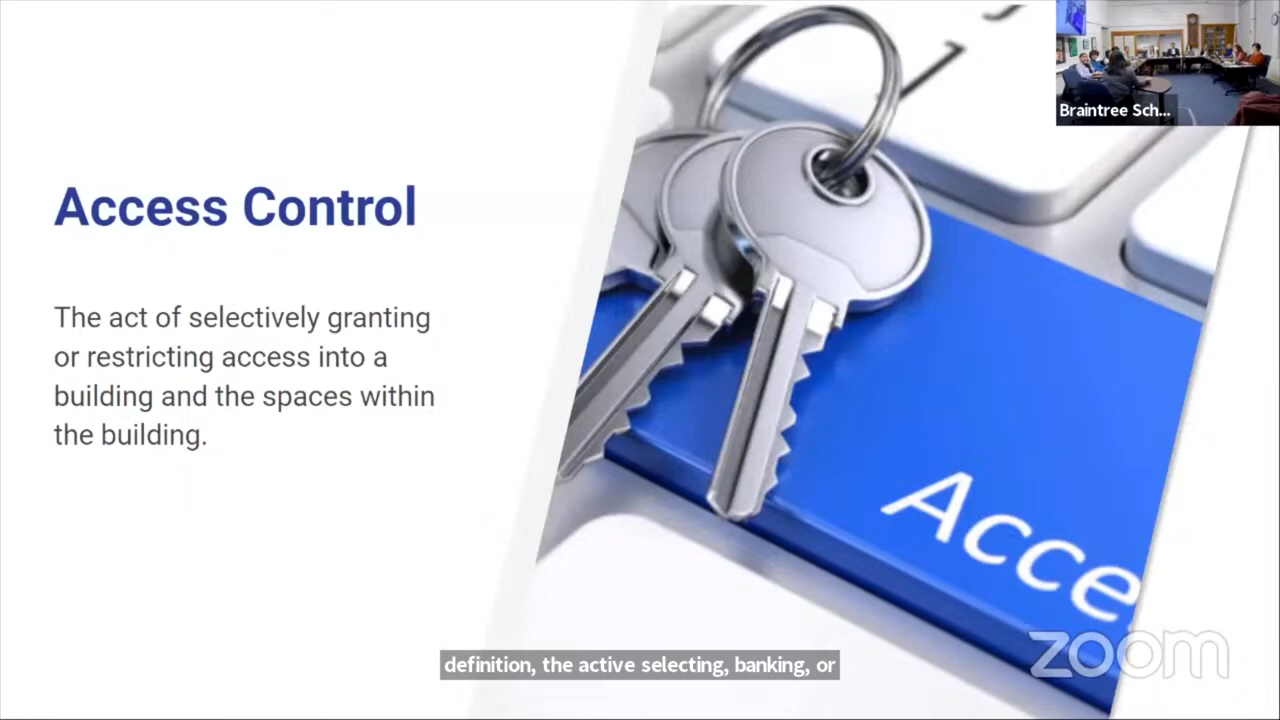 Braintree Sch...
Access Control
The act of selectively granting
or restricting access into a
building and the spaces within
the building.
Acce
definition, the active selecting, banking, or
zoom